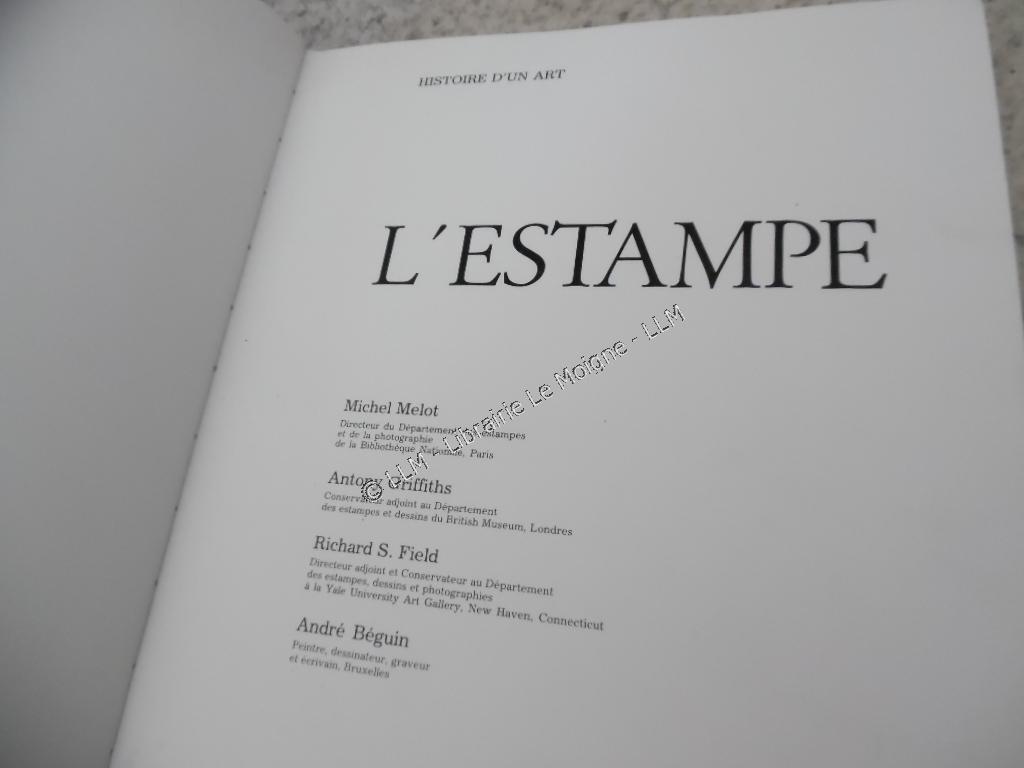 HISTOIRE D'UN ART
L'ESTAMPE
Michel Melot
Directeur du Département estampes
et de la photographie
de la Bibliothèque Nationale, Paris
Antony Griffiths
Conservateur adjoint au Département
des estampes et dessins du British Museum, Londres
Richard S. Field
Directeur adjoint et Conservateur au Département
des estampes, dessins et photographies
à la Yale University Art Gallery, New Haven, Connecticut
André Béguin
Peintre, dessinateur, graveur
et écrivain, Bruxelles
© LLM - Librairie Le Moigne - LLM